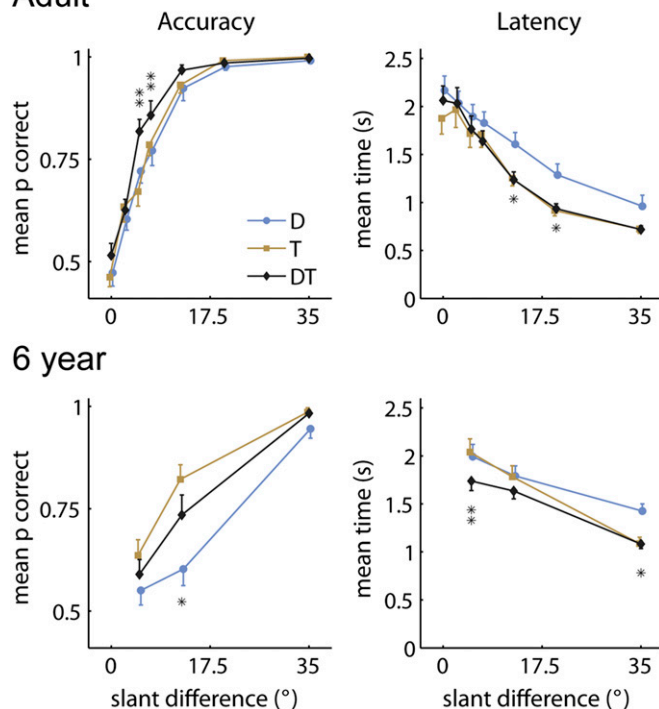 Adult
Accuracy
Latency
mean p correct
1
0.75
0.5
0
17.5
35
D
T
DT
**
**
mean time (s)
2.5
2
1.5
1
0.5
0
0
17.5
35
*
*
6 year
mean p correct
1
0.75
0.5
0
17.5
35
slant difference (°)
*
mean time (s)
2.5
2
1.5
1
0.5
0
0
17.5
35
slant difference (°)
**
*